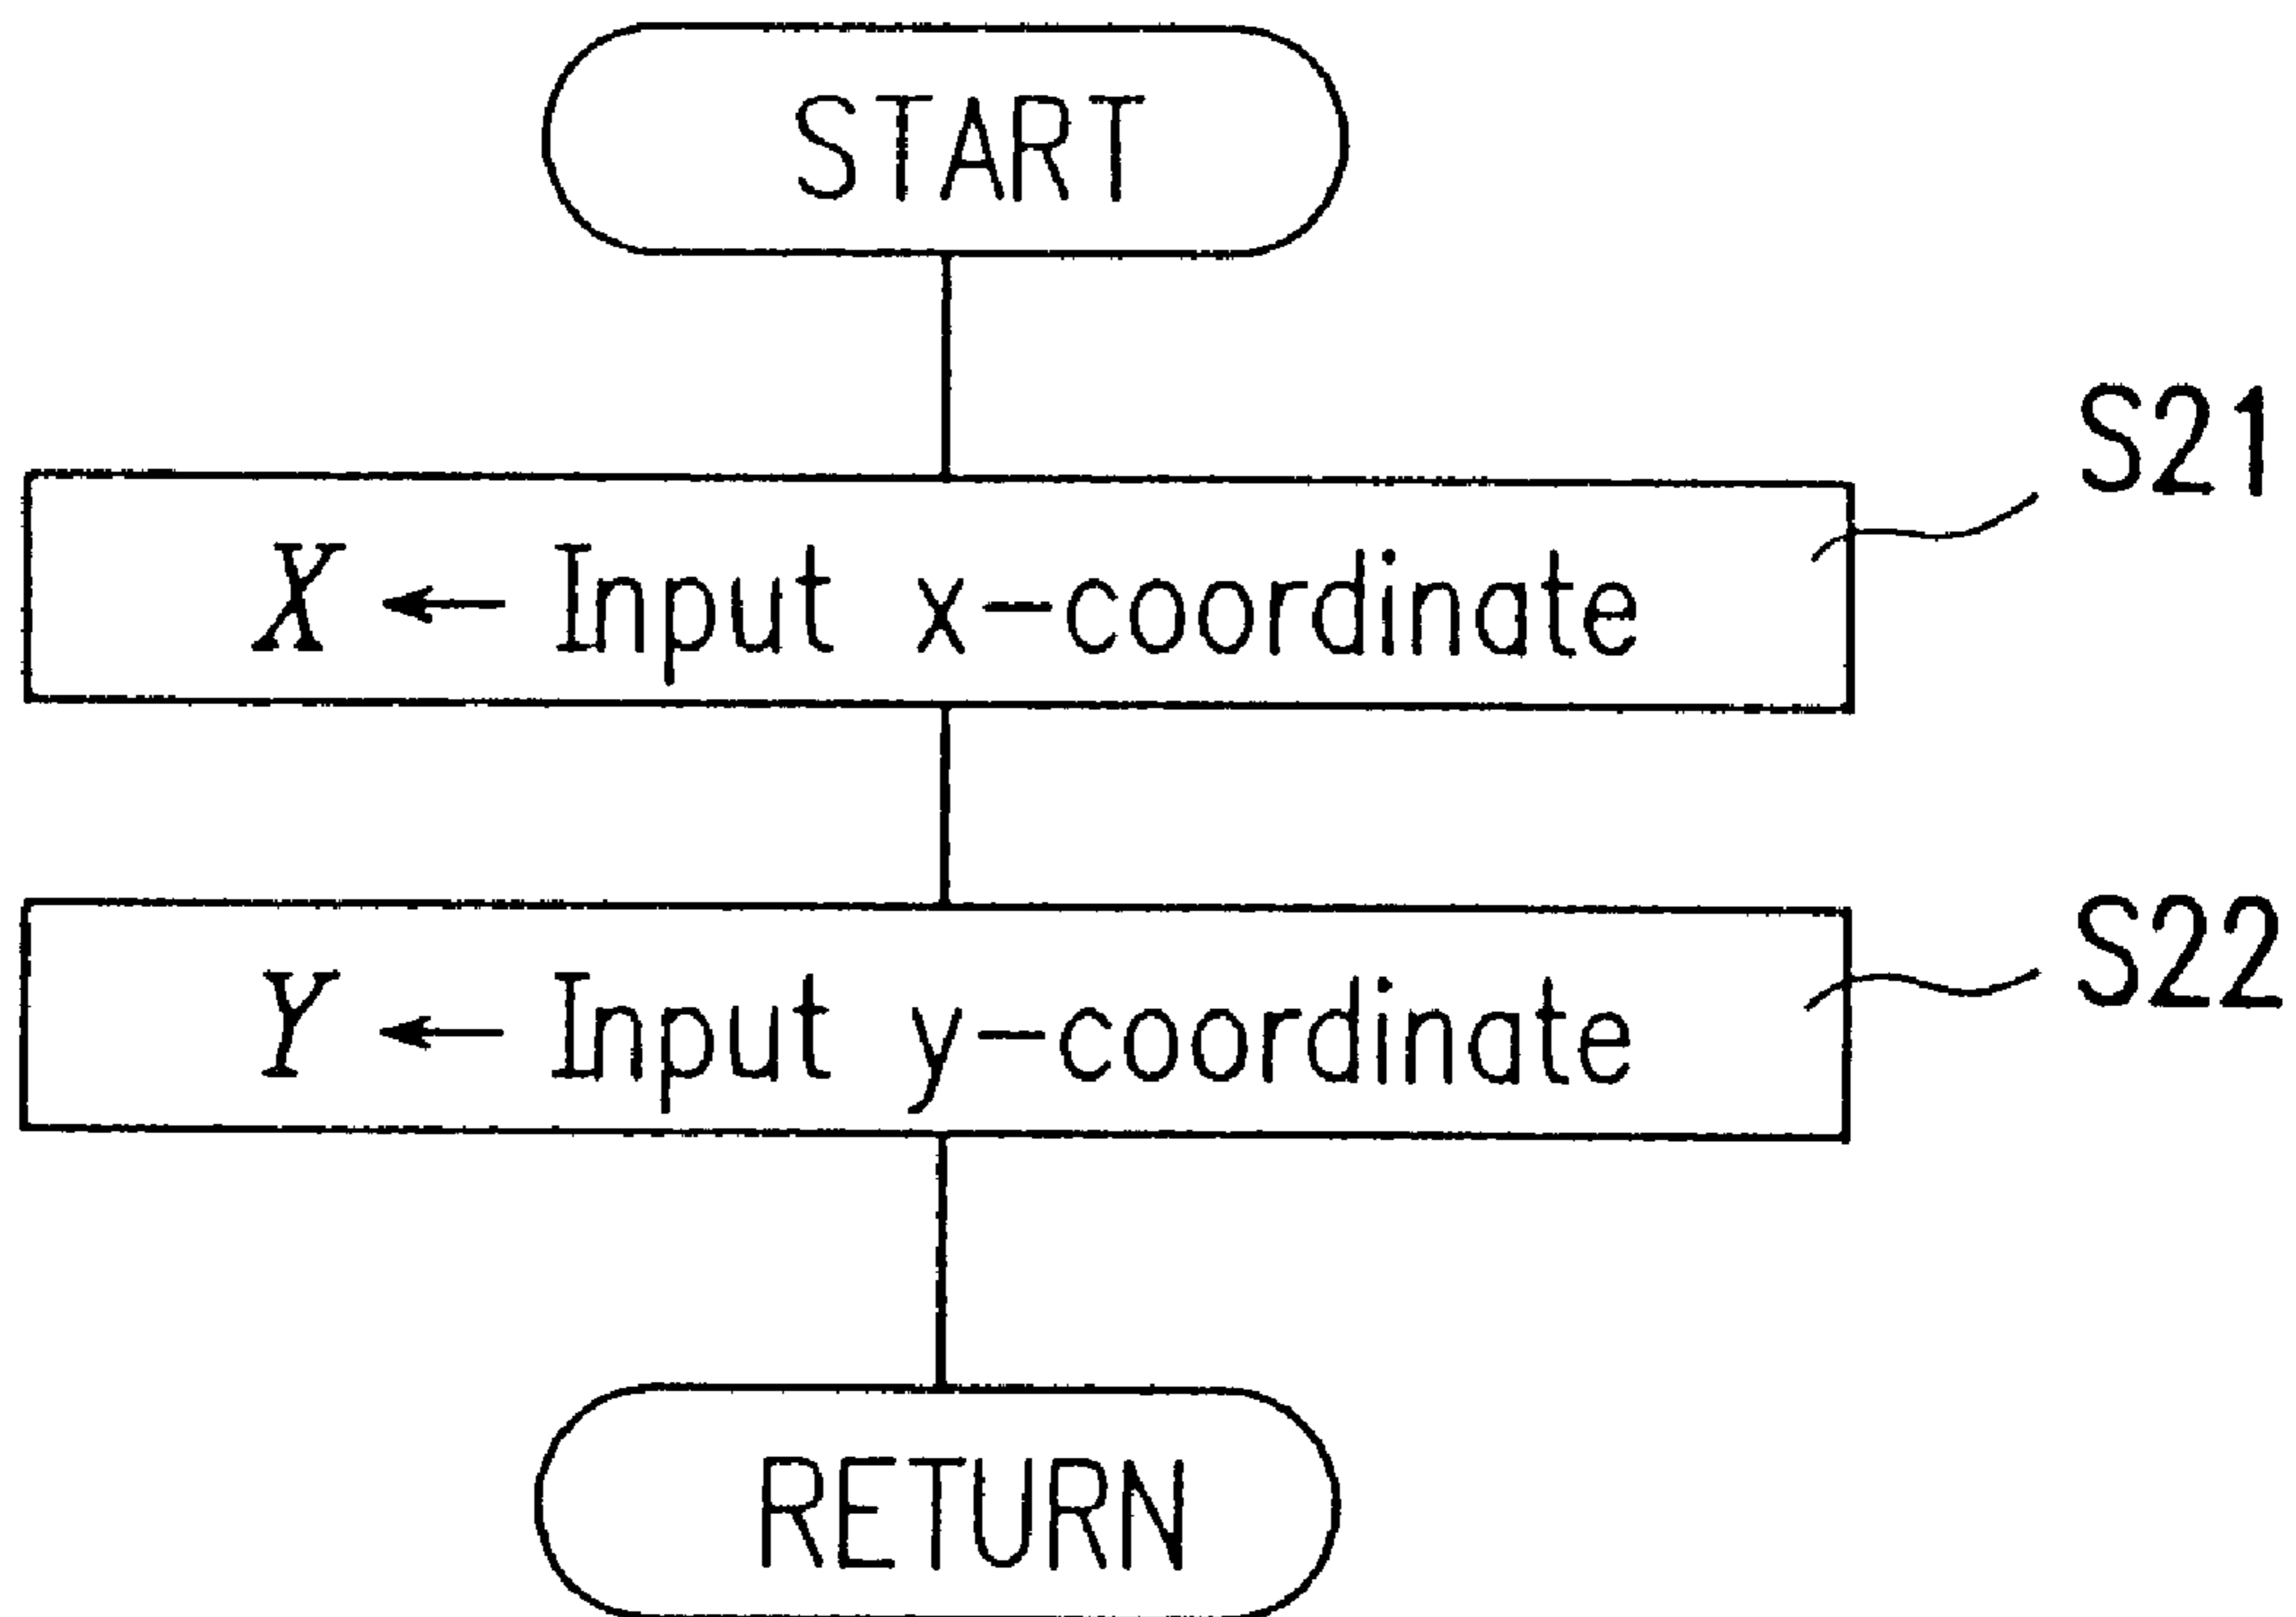 START
S21
X ← Input x-coordinate
S22
Y ← Input y-coordinate
RETURN